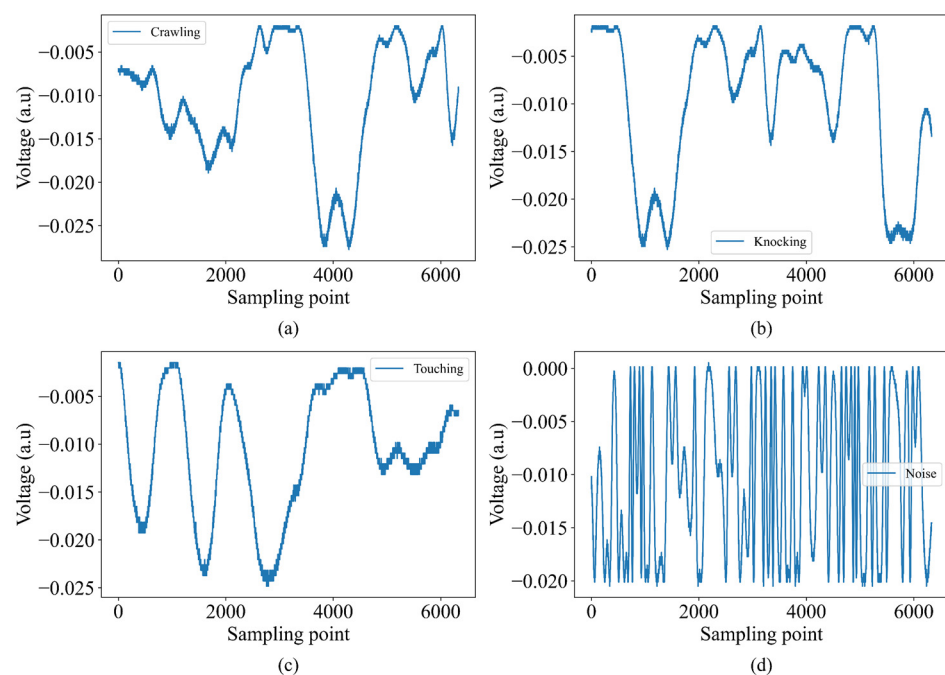 Crawling
−0.005
−0.010
−0.015
−0.020
−0.025
Voltage (a.u)
0 2000 4000 6000
Sampling point
(a)
Knocking
−0.005
−0.010
−0.015
−0.020
−0.025
Voltage (a.u)
0 2000 4000 6000
Sampling point
(b)
Touching
−0.005
−0.010
−0.015
−0.020
−0.025
Voltage (a.u)
0 2000 4000 6000
Sampling point
(c)
Noise
0.000
−0.005
−0.010
−0.015
−0.020
Voltage (a.u)
0 2000 4000 6000
Sampling point
(d)